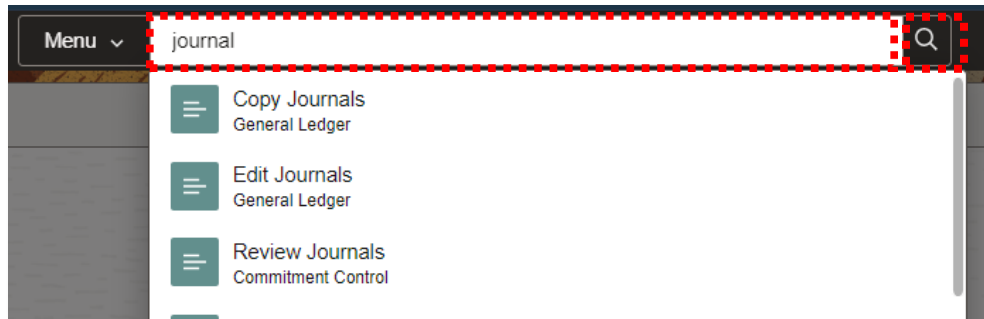 Menu
journal
Copy Journals
General Ledger
Edit Journals
General Ledger
Review Journals
Commitment Control